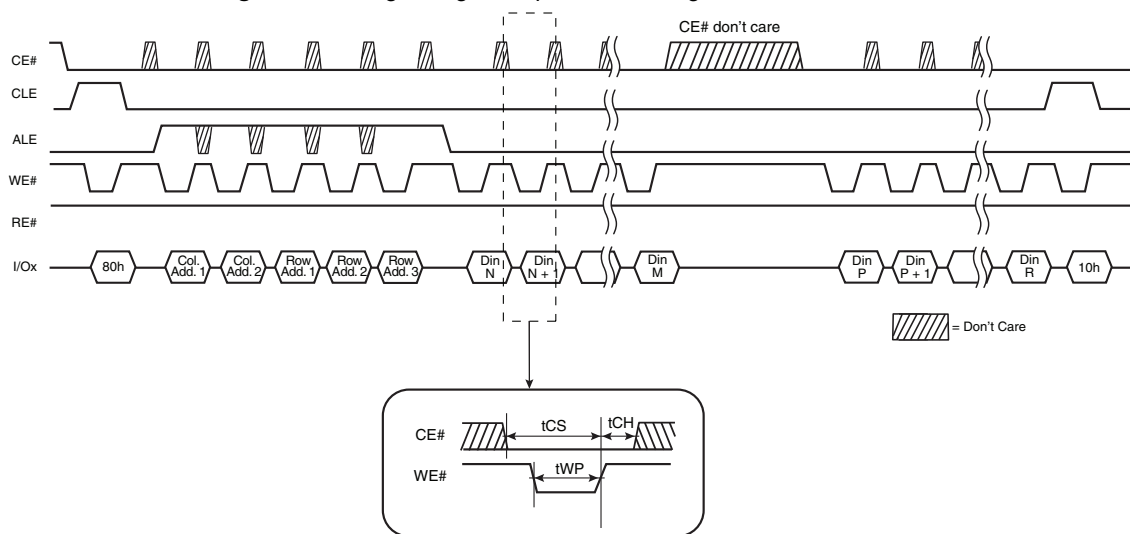 CE# don't care
CE#
CLE
ALE
WE#
RE#
I/Ox
80h
Col.
Add. 1
Col.
Add. 2
Row
Add. 1
Row
Add. 2
Row
Add. 3
Din
N
Din
N + 1
Din
M
Din
P
Din
P + 1
Din
R
10h
= Don't Care
CE#
tCS
tCH
WE#
tWP